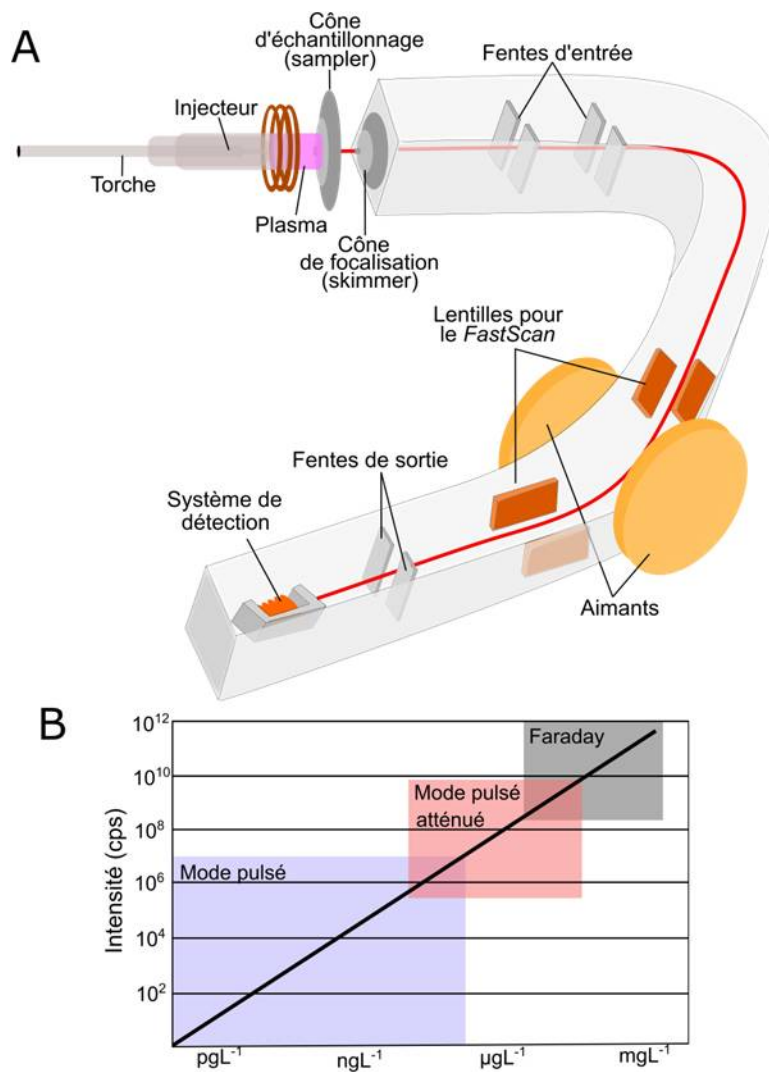 A
Cône
d'échantillonnage
(sampler)
Fentes d'entrée
Injecteur
Torche
Plasma
Cône
de focalisation
(skimmer)
Lentilles pour
le FastScan
Fentes de sortie
Système de
détection
Aimants
B
Intensité (cps)
10¹²
10¹⁰
10⁸
10⁶
10⁴
10²
Faraday
Mode pulsé
atténué
Mode pulsé
pgL⁻¹ ngL⁻¹ µgL⁻¹ mgL⁻¹